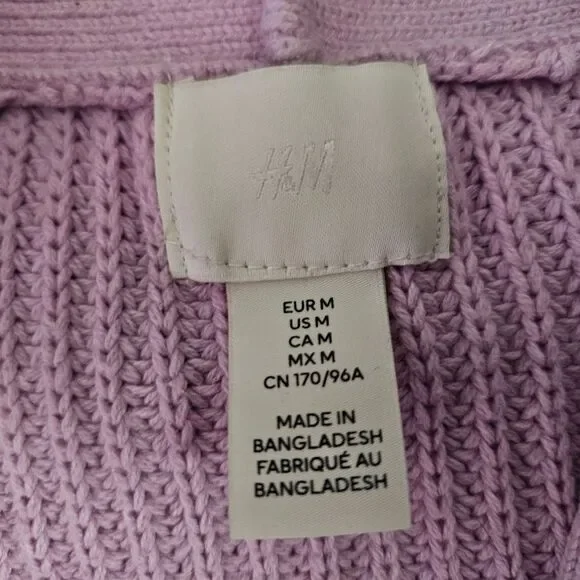 H&M
EUR M
US M
CA M
MX M
CN 170/96A
MADE IN
BANGLADESH
FABRIQUÉ AU
BANGLADESH